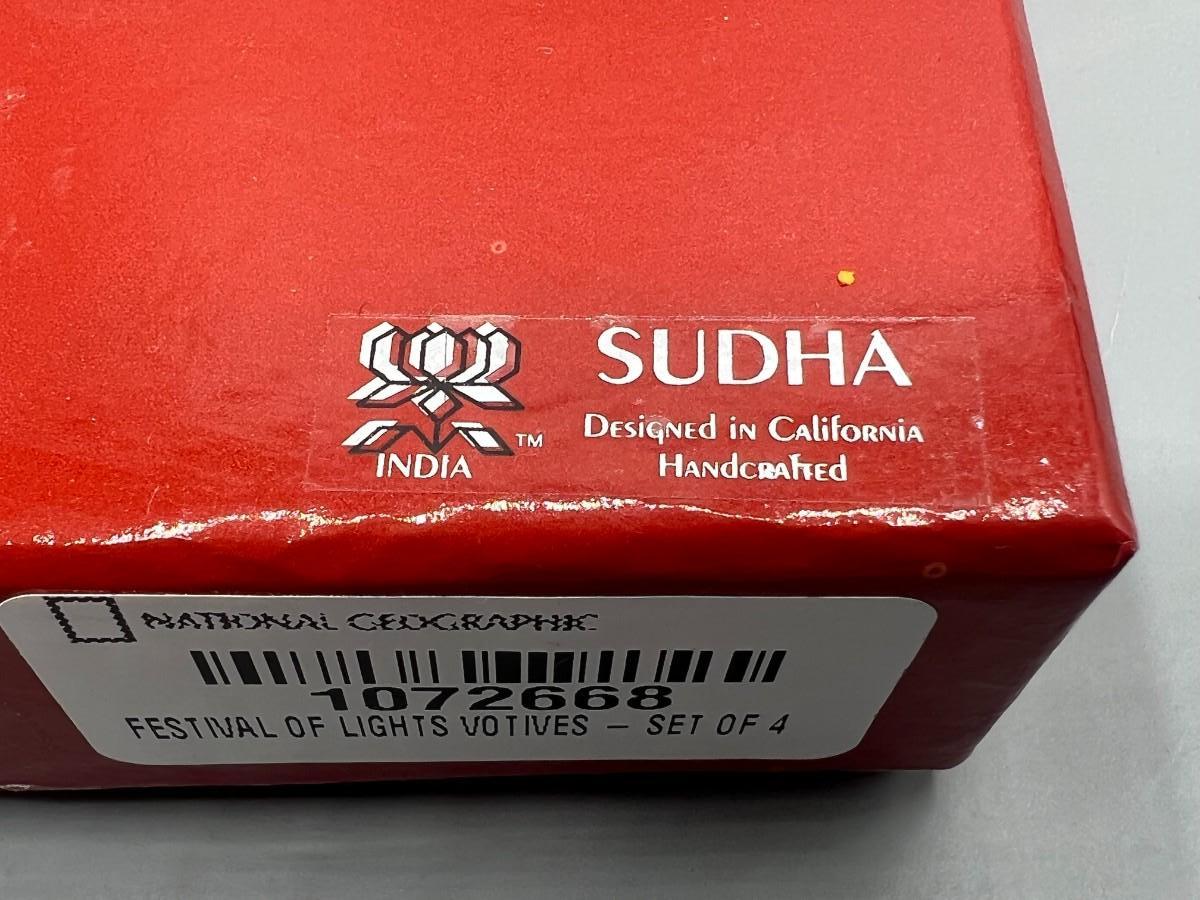 SUDHA
Designed in California
Handcrafted
INDIA
TM
NATIONAL GEOGRAPHIC
1072668
FESTIVAL OF LIGHTS VOTIVES – SET OF 4